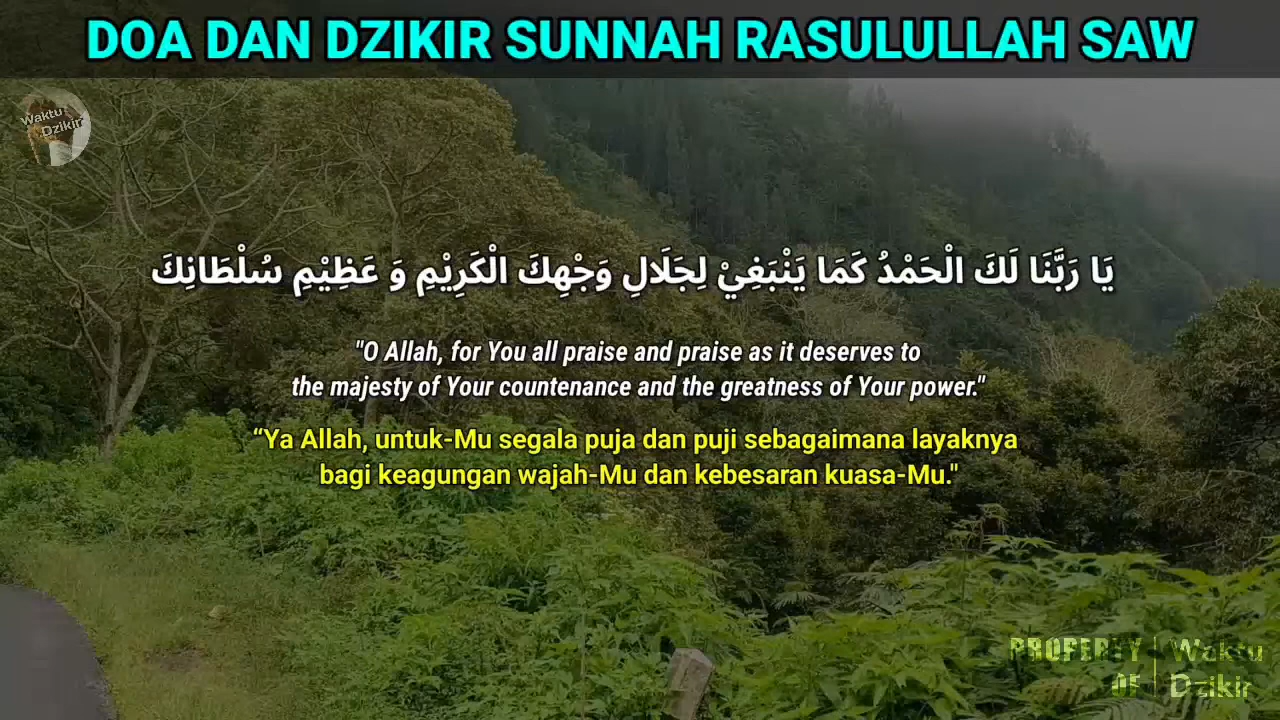 DOA DAN DZIKIR SUNNAH RASULULLAH SAW
Waktu
Dzikir
يَا رَبَّنَا لَكَ الْحَمْدُ كَمَا يَنْبَغِيْ لِجَلَالِ وَجْهِكَ الْكَرِيْمِ وَ عَظِيْمِ سُلْطَانِكَ
"O Allah, for You all praise and praise as it deserves to
the majesty of Your countenance and the greatness of Your power."
“Ya Allah, untuk-Mu segala puja dan puji sebagaimana layaknya
bagi keagungan wajah-Mu dan kebesaran kuasa-Mu."
PROPERTY | Waktu
OF | Dzikir